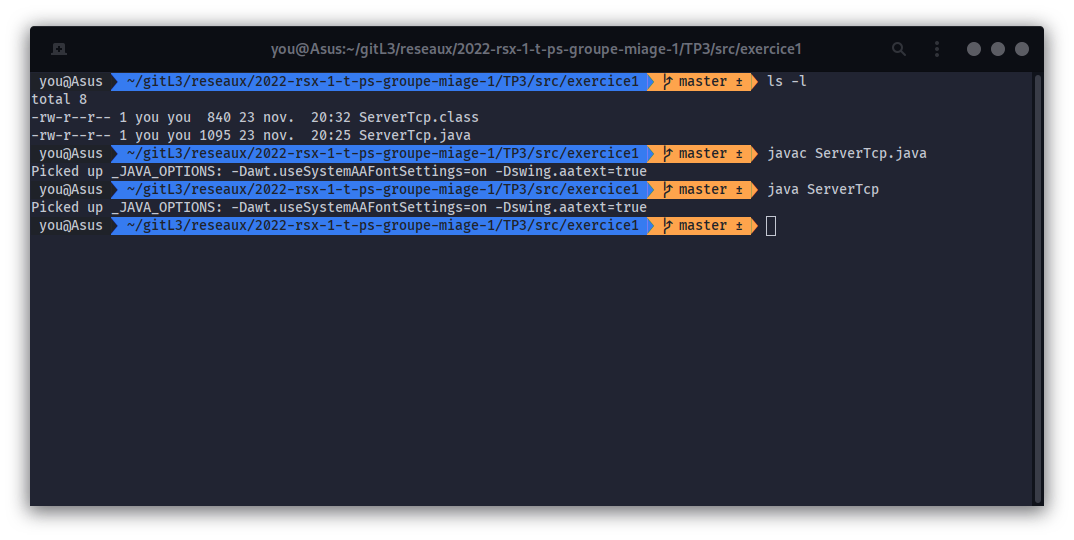 you@Asus:~/gitL3/reseaux/2022-rsx-1-t-ps-groupe-miage-1/TP3/src/exercice1
you@Asus ~/gitL3/reseaux/2022-rsx-1-t-ps-groupe-miage-1/TP3/src/exercice1 master ± ls -l
total 8
-rw-r--r-- 1 you you  840 23 nov.  20:32 ServerTcp.class
-rw-r--r-- 1 you you 1095 23 nov.  20:25 ServerTcp.java
you@Asus ~/gitL3/reseaux/2022-rsx-1-t-ps-groupe-miage-1/TP3/src/exercice1 master ± javac ServerTcp.java
Picked up _JAVA_OPTIONS: -Dawt.useSystemAAFontSettings=on -Dswing.aatext=true
you@Asus ~/gitL3/reseaux/2022-rsx-1-t-ps-groupe-miage-1/TP3/src/exercice1 master ± java ServerTcp
Picked up _JAVA_OPTIONS: -Dawt.useSystemAAFontSettings=on -Dswing.aatext=true
you@Asus ~/gitL3/reseaux/2022-rsx-1-t-ps-groupe-miage-1/TP3/src/exercice1 master ±